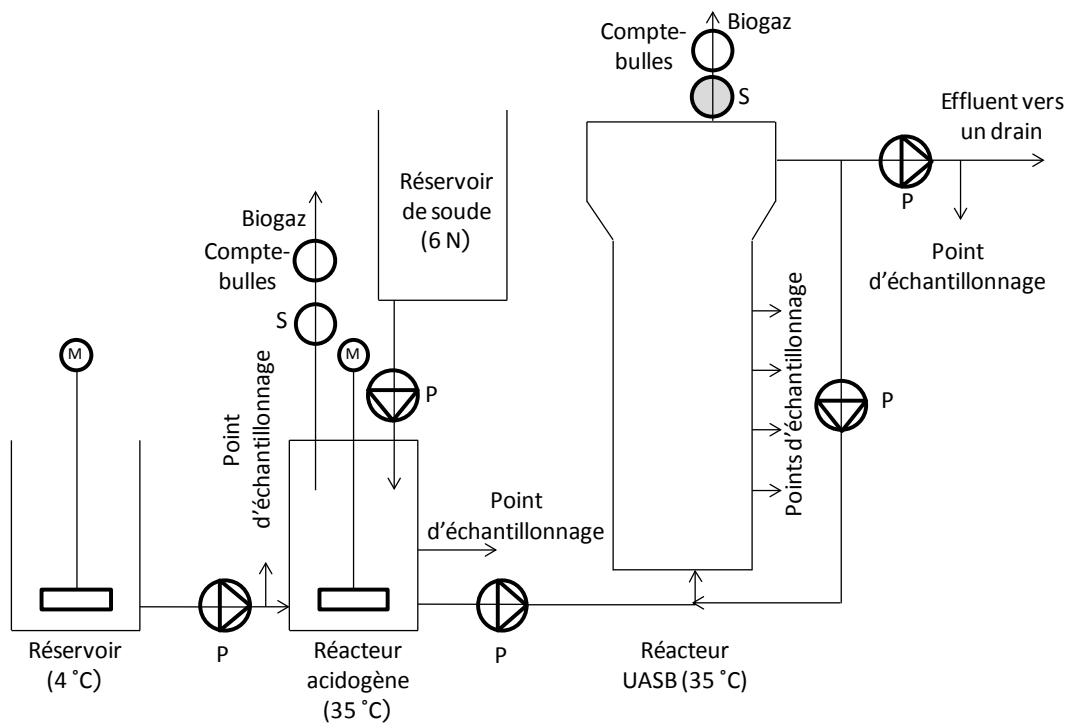 Compte-
bulles
Biogaz
S
Effluent vers
un drain
P
Point
d'échantillonnage
Réservoir
de soude
(6 N)
Biogaz
Compte-
bulles
S
M
M
P
Point
d'échantillonnage
Points d'échantillonnage
P
Point
d'échantillonnage
P
P
Réservoir
(4 ˚C)
Réacteur
acidogène
(35 ˚C)
Réacteur
UASB (35 ˚C)